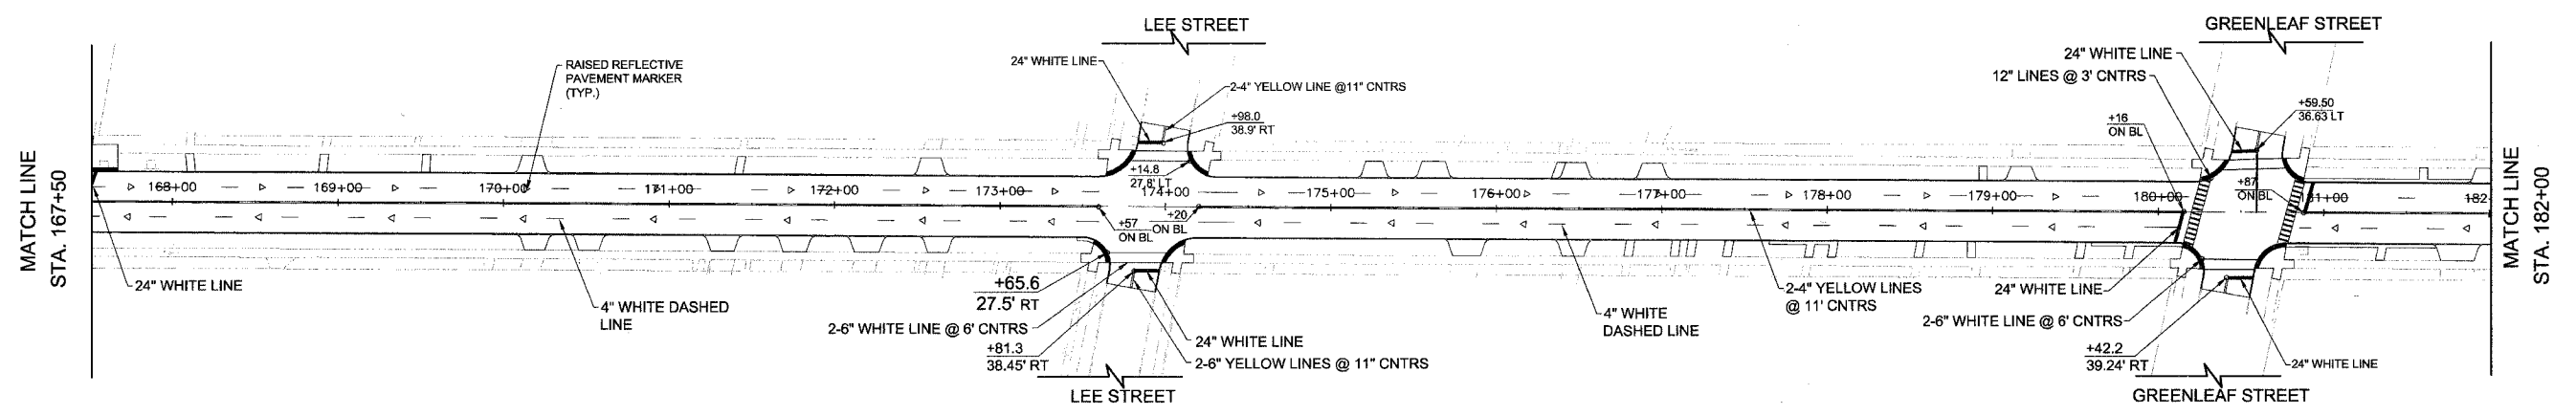 LEE STREET
GREENLEAF STREET
RAISED REFLECTIVE
PAVEMENT MARKER
(TYP.)
24" WHITE LINE
2-4" YELLOW LINE @11" CNTRS
+98.0
38.9' RT
24" WHITE LINE
12" LINES @ 3' CNTRS
+59.50
36.63 LT
+16
ON BL
MATCH LINE
STA. 167+50
+14.8
27.8' LT
+87
ON BL
168+00
169+00
170+00
171+00
172+00
173+00
174+00
175+00
176+00
177+00
178+00
179+00
180+00
181+00
182
MATCH LINE
STA. 182+00
+57
ON BL
+20
ON BL
24" WHITE LINE
4" WHITE DASHED
LINE
+65.6
27.5' RT
2-6" WHITE LINE @ 6' CNTRS
+81.3
38.45' RT
24" WHITE LINE
2-6" YELLOW LINES @ 11" CNTRS
4" WHITE
DASHED LINE
2-4" YELLOW LINES
@ 11' CNTRS
24" WHITE LINE
2-6" WHITE LINE @ 6' CNTRS
+42.2
39.24' RT
24" WHITE LINE
LEE STREET
GREENLEAF STREET